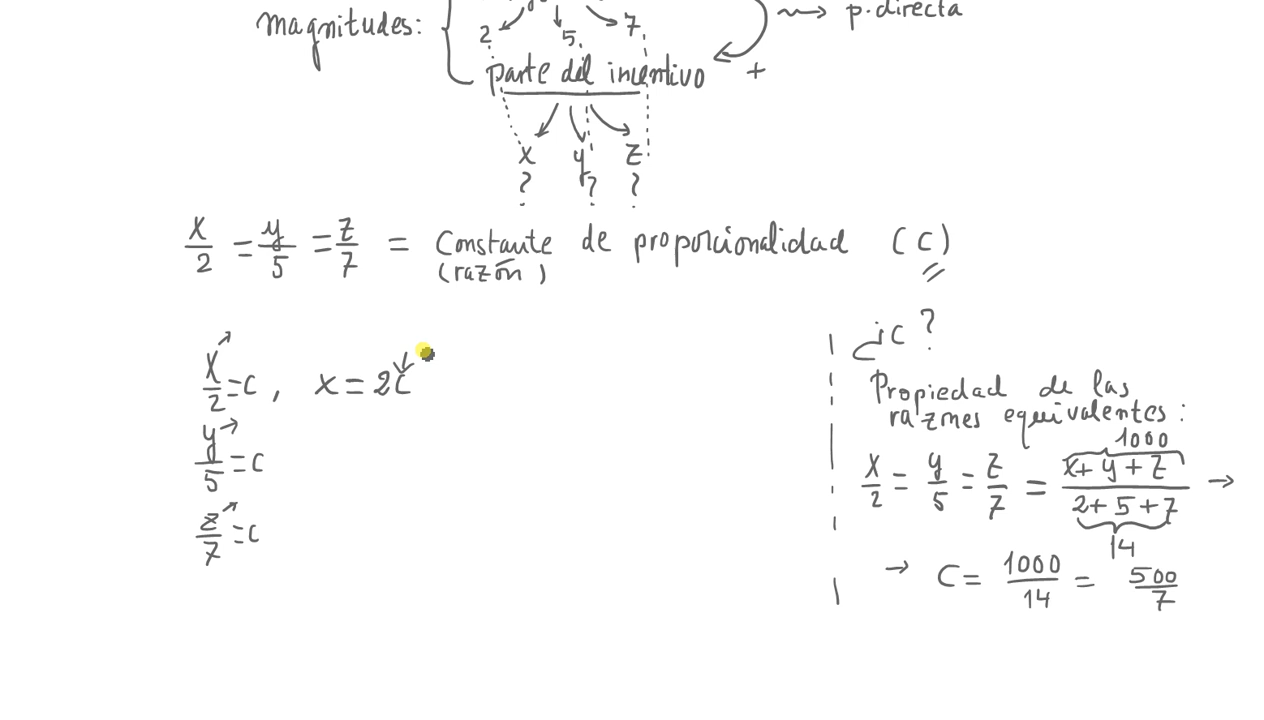 magnitudes: p. directa
2 5 7
parte del incentivo +
x y z
? ? ?
x/2 = y/5 = z/7 = Constante de proporcionalidad (C)
(razón)
x/2 = C, x = 2C
y/5 = C
z/7 = C
¿C?
Propiedad de las
razones equivalentes:
1000
x/2 = y/5 = z/7 = x+y+z/2+5+7 →
14
→ C = 1000/14 = 500/7